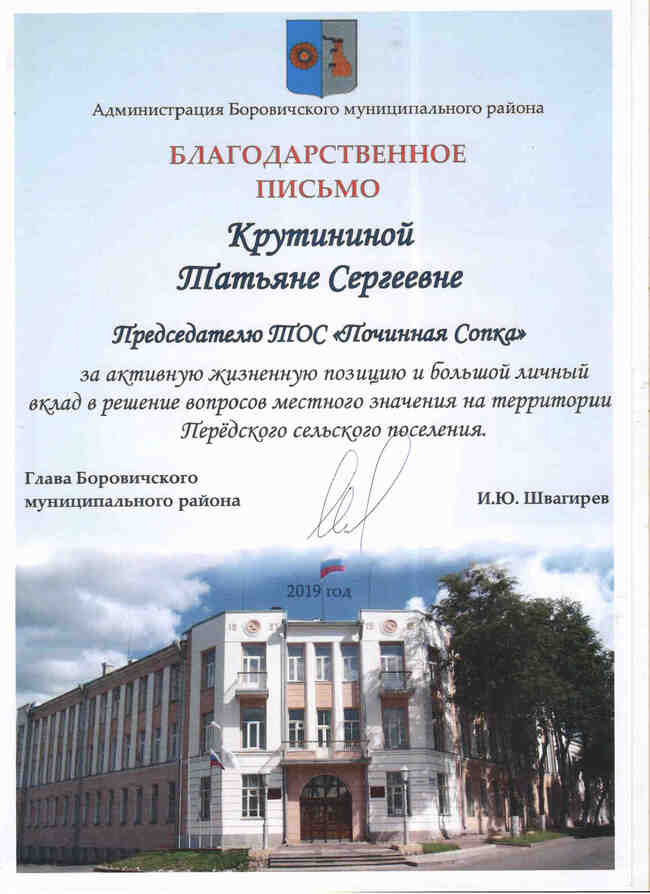 Администрация Боровичского муниципального района
БЛАГОДАРСТВЕННОЕ
ПИСЬМО
Крутининой
Татьяне Сергеевне
Председателю ТОС «Починная Сопка»
за активную жизненную позицию и большой личный
вклад в решение вопросов местного значения на территории
Перёдского сельского поселения.
Глава Боровичского
муниципального района
И.Ю. Швагирев
2019 год